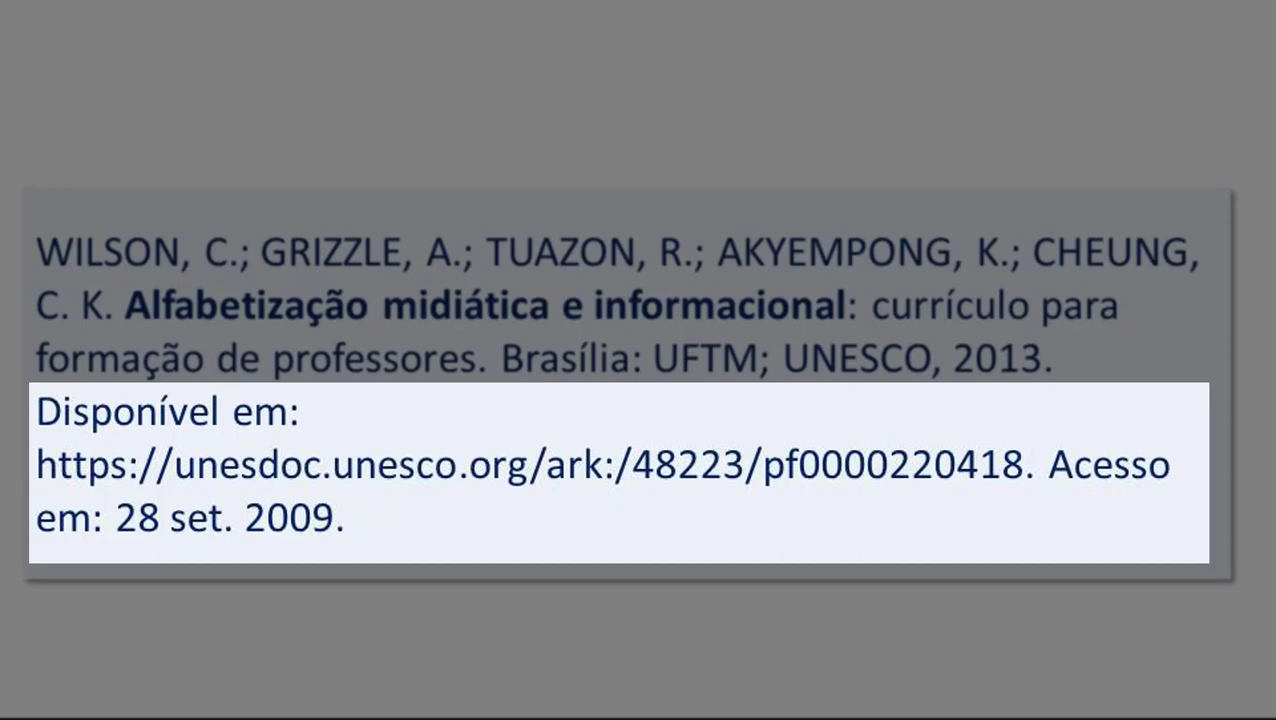 WILSON, C.; GRIZZLE, A.; TUAZON, R.; AKYEMPONG, K.; CHEUNG,
C. K. Alfabetização midiática e informacional: currículo para
formação de professores. Brasília: UFTM; UNESCO, 2013.
Disponível em:
https://unesdoc.unesco.org/ark:/48223/pf0000220418. Acesso
em: 28 set. 2009.